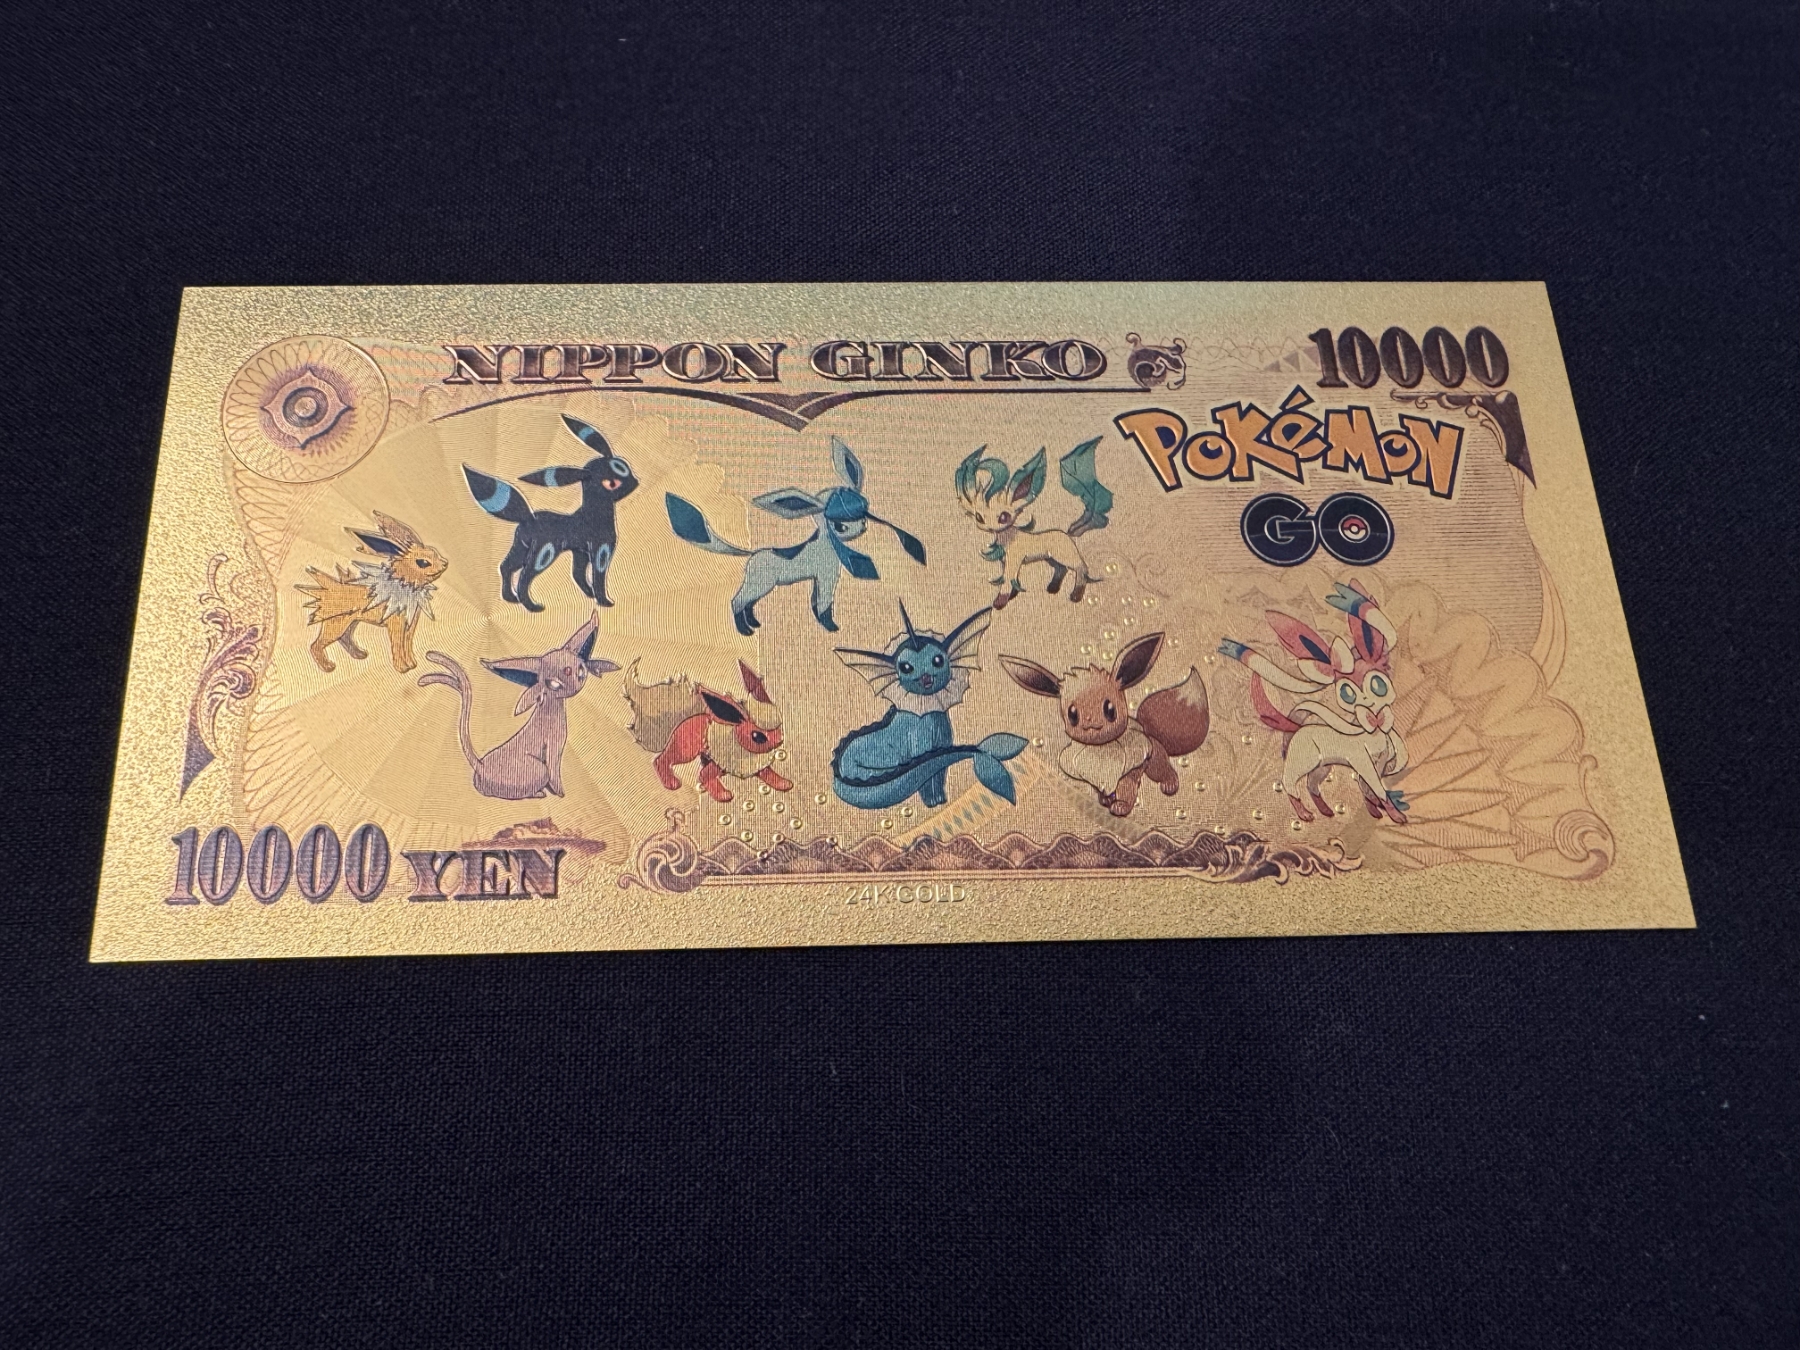 NIPPON GINKO
10000
POKéMON
GO
10000 YEN
24K GOLD